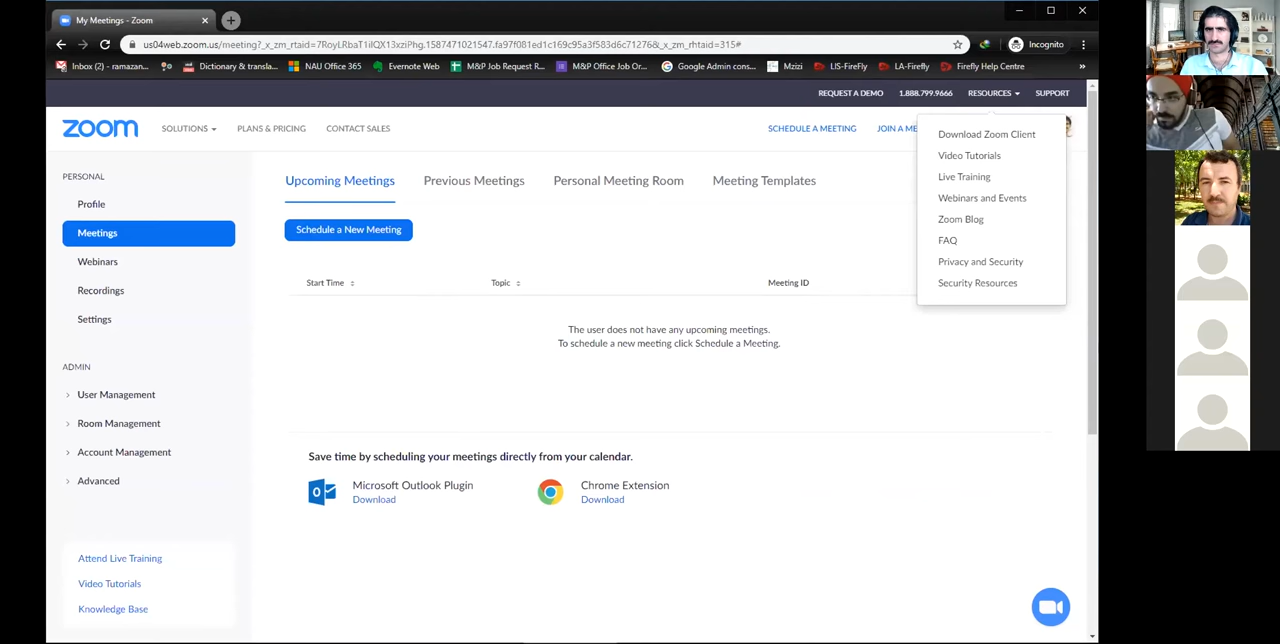 My Meetings - Zoom
us04web.zoom.us/meeting?_x_zm_rtaid=7RoyLRbaT1ilQX13xziPhg.1587471021547.fa97f081ed1c169c95a3f583d6c71276&_x_zm_rhtaid=315#
Incognito
Inbox (2) - ramazan...
Dictionary & transla...
NAU Office 365
Evernote Web
M&P Job Request R...
M&P Office Job Or...
Google Admin cons...
Mzizi
LIS-FireFly
LA-Firefly
Firefly Help Centre
»
REQUEST A DEMO
1.888.799.9666
RESOURCES
SUPPORT
zoom
SOLUTIONS
PLANS & PRICING
CONTACT SALES
SCHEDULE A MEETING
JOIN A ME
Download Zoom Client
Video Tutorials
Live Training
Webinars and Events
Zoom Blog
FAQ
Privacy and Security
Security Resources
PERSONAL
Profile
Meetings
Webinars
Recordings
Settings
ADMIN
User Management
Room Management
Account Management
Advanced
Attend Live Training
Video Tutorials
Knowledge Base
Upcoming Meetings
Previous Meetings
Personal Meeting Room
Meeting Templates
Schedule a New Meeting
Start Time
Topic
Meeting ID
The user does not have any upcoming meetings.
To schedule a new meeting click Schedule a Meeting.
Save time by scheduling your meetings directly from your calendar.
Microsoft Outlook Plugin
Download
Chrome Extension
Download